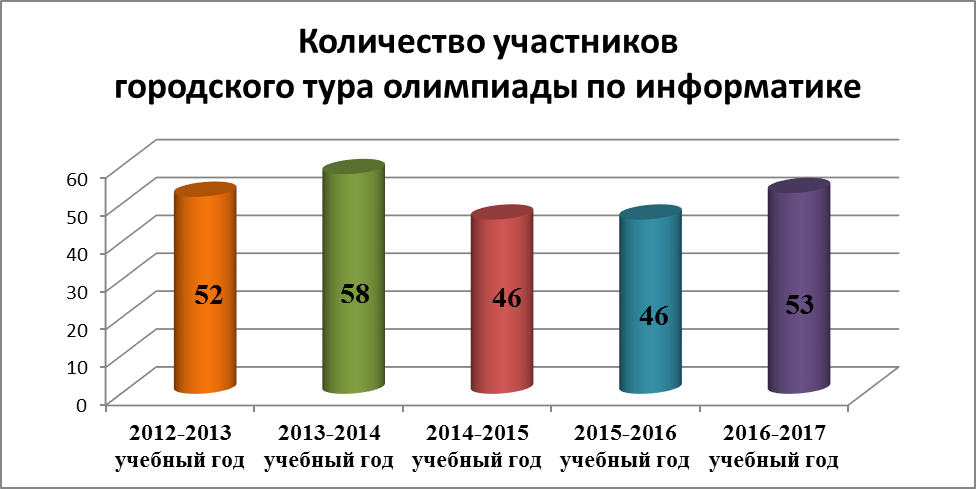 Количество участников
городского тура олимпиады по информатике
60
50
40
30
20
10
0
52
58
46
46
53
2012-2013
учебный год
2013-2014
учебный год
2014-2015
учебный год
2015-2016
учебный год
2016-2017
учебный год